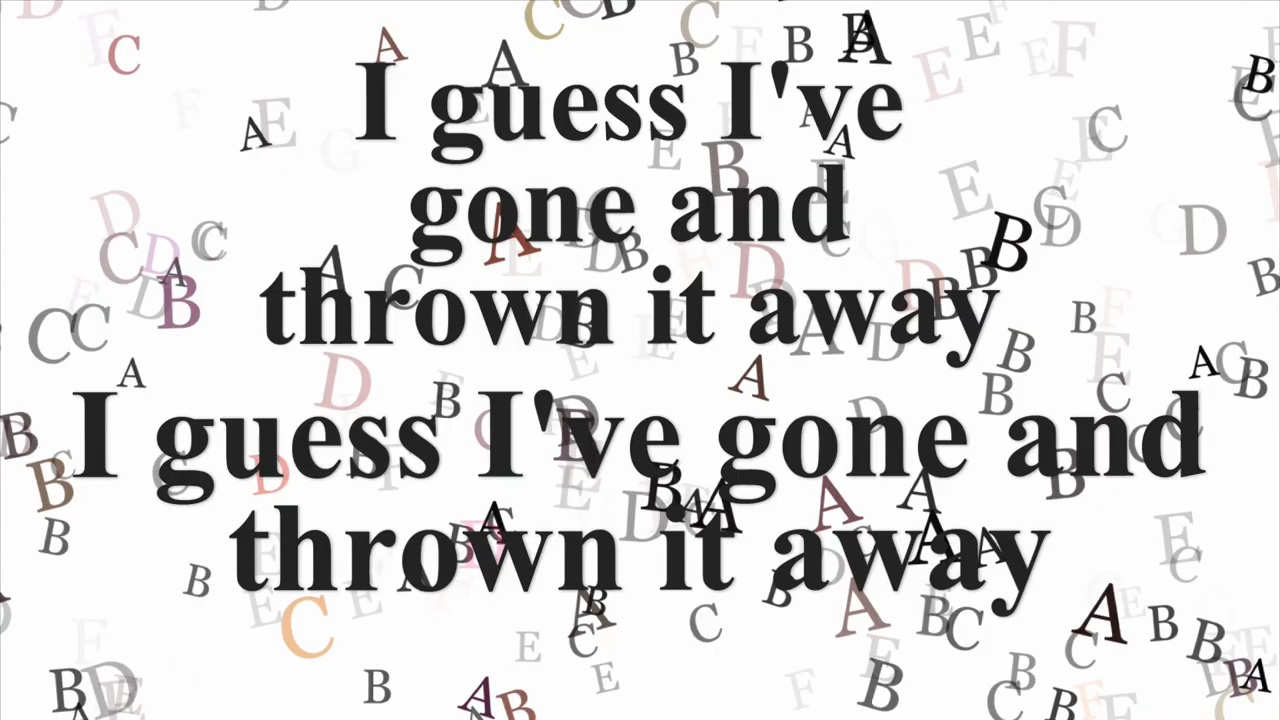 I guess I've
gone and
thrown it away
I guess I've gone and
thrown it away